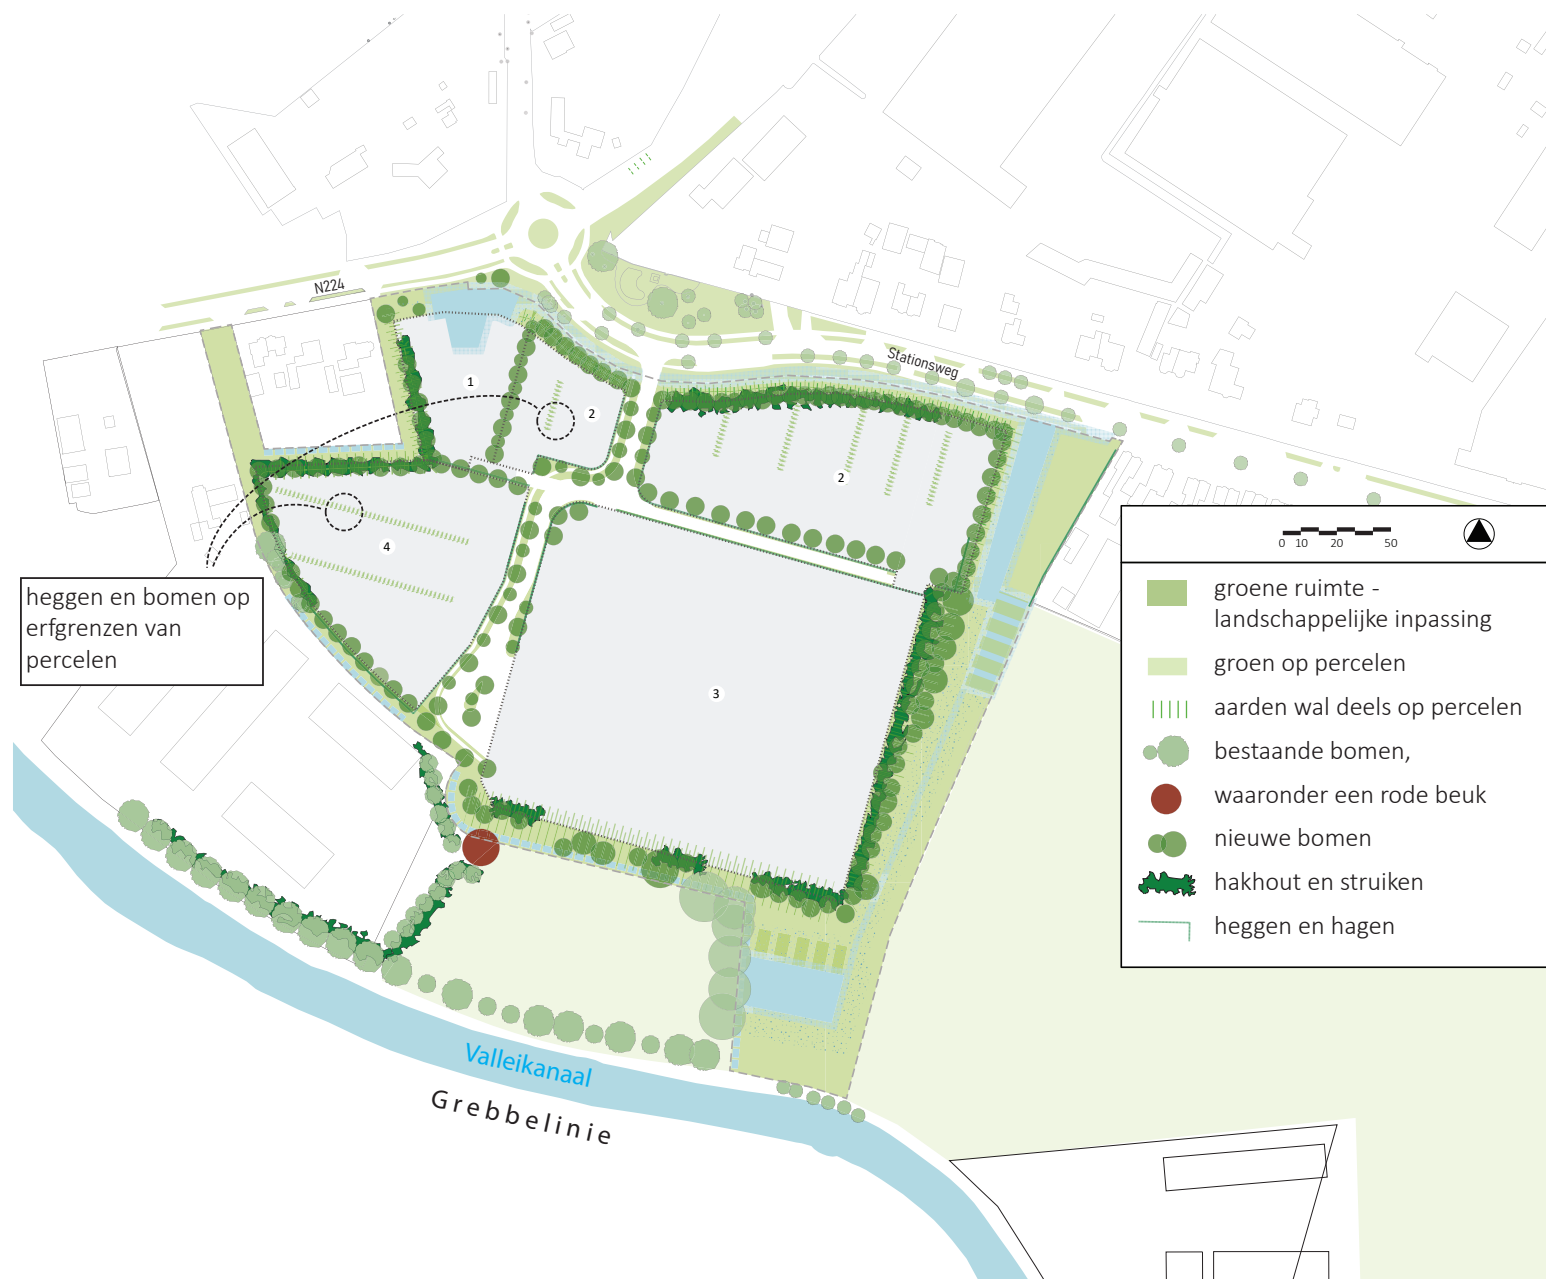 N224
Stationsweg
1
2
2
4
3
heggen en bomen op
erfgrenzen van
percelen
0 10 20 50
groene ruimte -
landschappelijke inpassing
groen op percelen
aarden wal deels op percelen
bestaande bomen,
waaronder een rode beuk
nieuwe bomen
hakhout en struiken
heggen en hagen
Valleikanaal
Grebbelinie